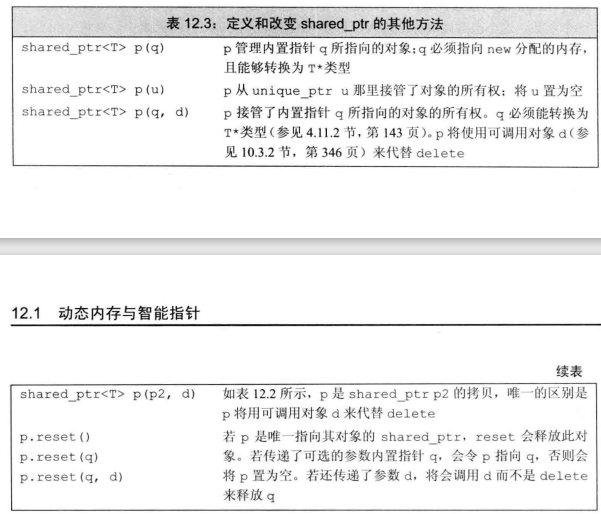 表 12.3：定义和改变 shared_ptr 的其他方法
shared_ptr<T> p(q) p 管理内置指针 q 所指向的对象；q 必须指向 new 分配的内存，
且能够转换为 T*类型
shared_ptr<T> p(u) p 从 unique_ptr u 那里接管了对象的所有权；将 u 置为空
shared_ptr<T> p(q, d) p 接管了内置指针 q 所指向的对象的所有权。q 必须能转换为
T*类型（参见 4.11.2 节，第 143 页）。p 将使用可调用对象 d（参
见 10.3.2 节，第 346 页）来代替 delete
12.1 动态内存与智能指针
续表
shared_ptr<T> p(p2, d) 如表 12.2 所示，p 是 shared_ptr p2 的拷贝，唯一的区别是
p 将用可调用对象 d 来代替 delete
p.reset() 若 p 是唯一指向其对象的 shared_ptr，reset 会释放此对
p.reset(q) 象。若传递了可选的参数内置指针 q，会令 p 指向 q，否则会
p.reset(q, d) 将 p 置为空。若还传递了参数 d，将会调用 d 而不是 delete
来释放 q